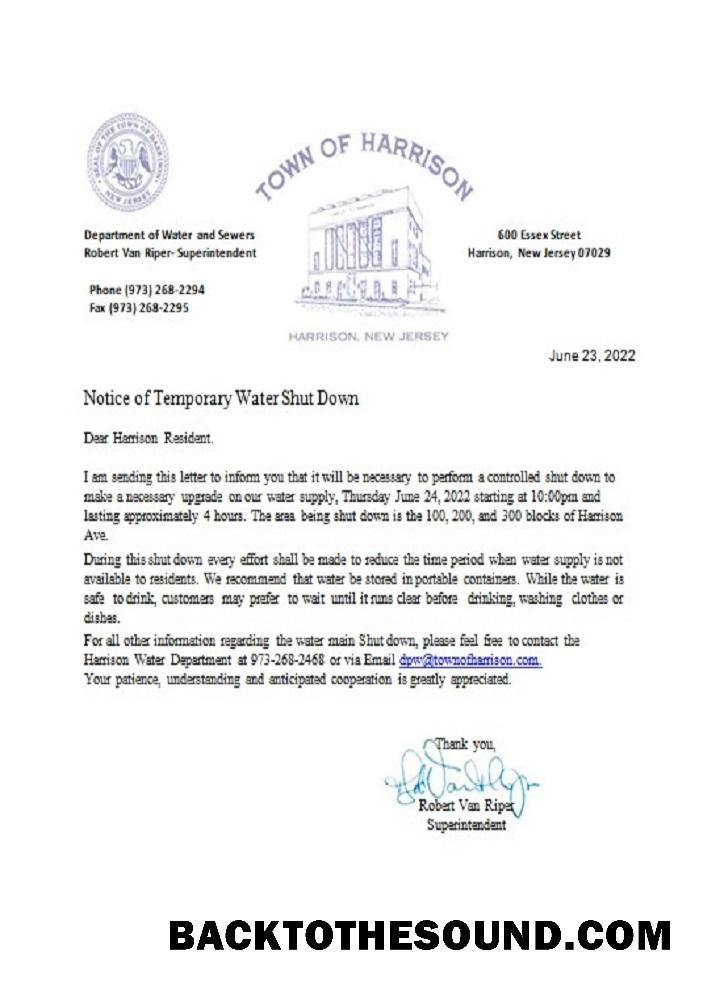 SEAL OF THE TOWN OF HARRISON
NEW JERSEY
TOWN OF HARRISON
Department of Water and Sewers
Robert Van Riper- Superintendent
Phone (973) 268-2294
Fax (973) 268-2295
600 Essex Street
Harrison, New Jersey 07029
HARRISON, NEW JERSEY
June 23, 2022
Notice of Temporary Water Shut Down
Dear Harrison Resident.
I am sending this letter to inform you that it will be necessary to perform a controlled shut down to
make a necessary upgrade on our water supply, Thursday June 24, 2022 starting at 10:00pm and
lasting approximately 4 hours. The area being shut down is the 100, 200, and 300 blocks of Harrison
Ave.
During this shut down every effort shall be made to reduce the time period when water supply is not
available to residents. We recommend that water be stored in portable containers. While the water is
safe to drink, customers may prefer to wait until it runs clear before drinking, washing clothes or
dishes.
For all other information regarding the water main Shut down, please feel free to contact the
Harrison Water Department at 973-268-2468 or via Email dpw@townofharrison.com.
Your patience, understanding and anticipated cooperation is greatly appreciated.
Thank you,
Robert Van Riper
Superintendent
BACKTOTHESOUND.COM